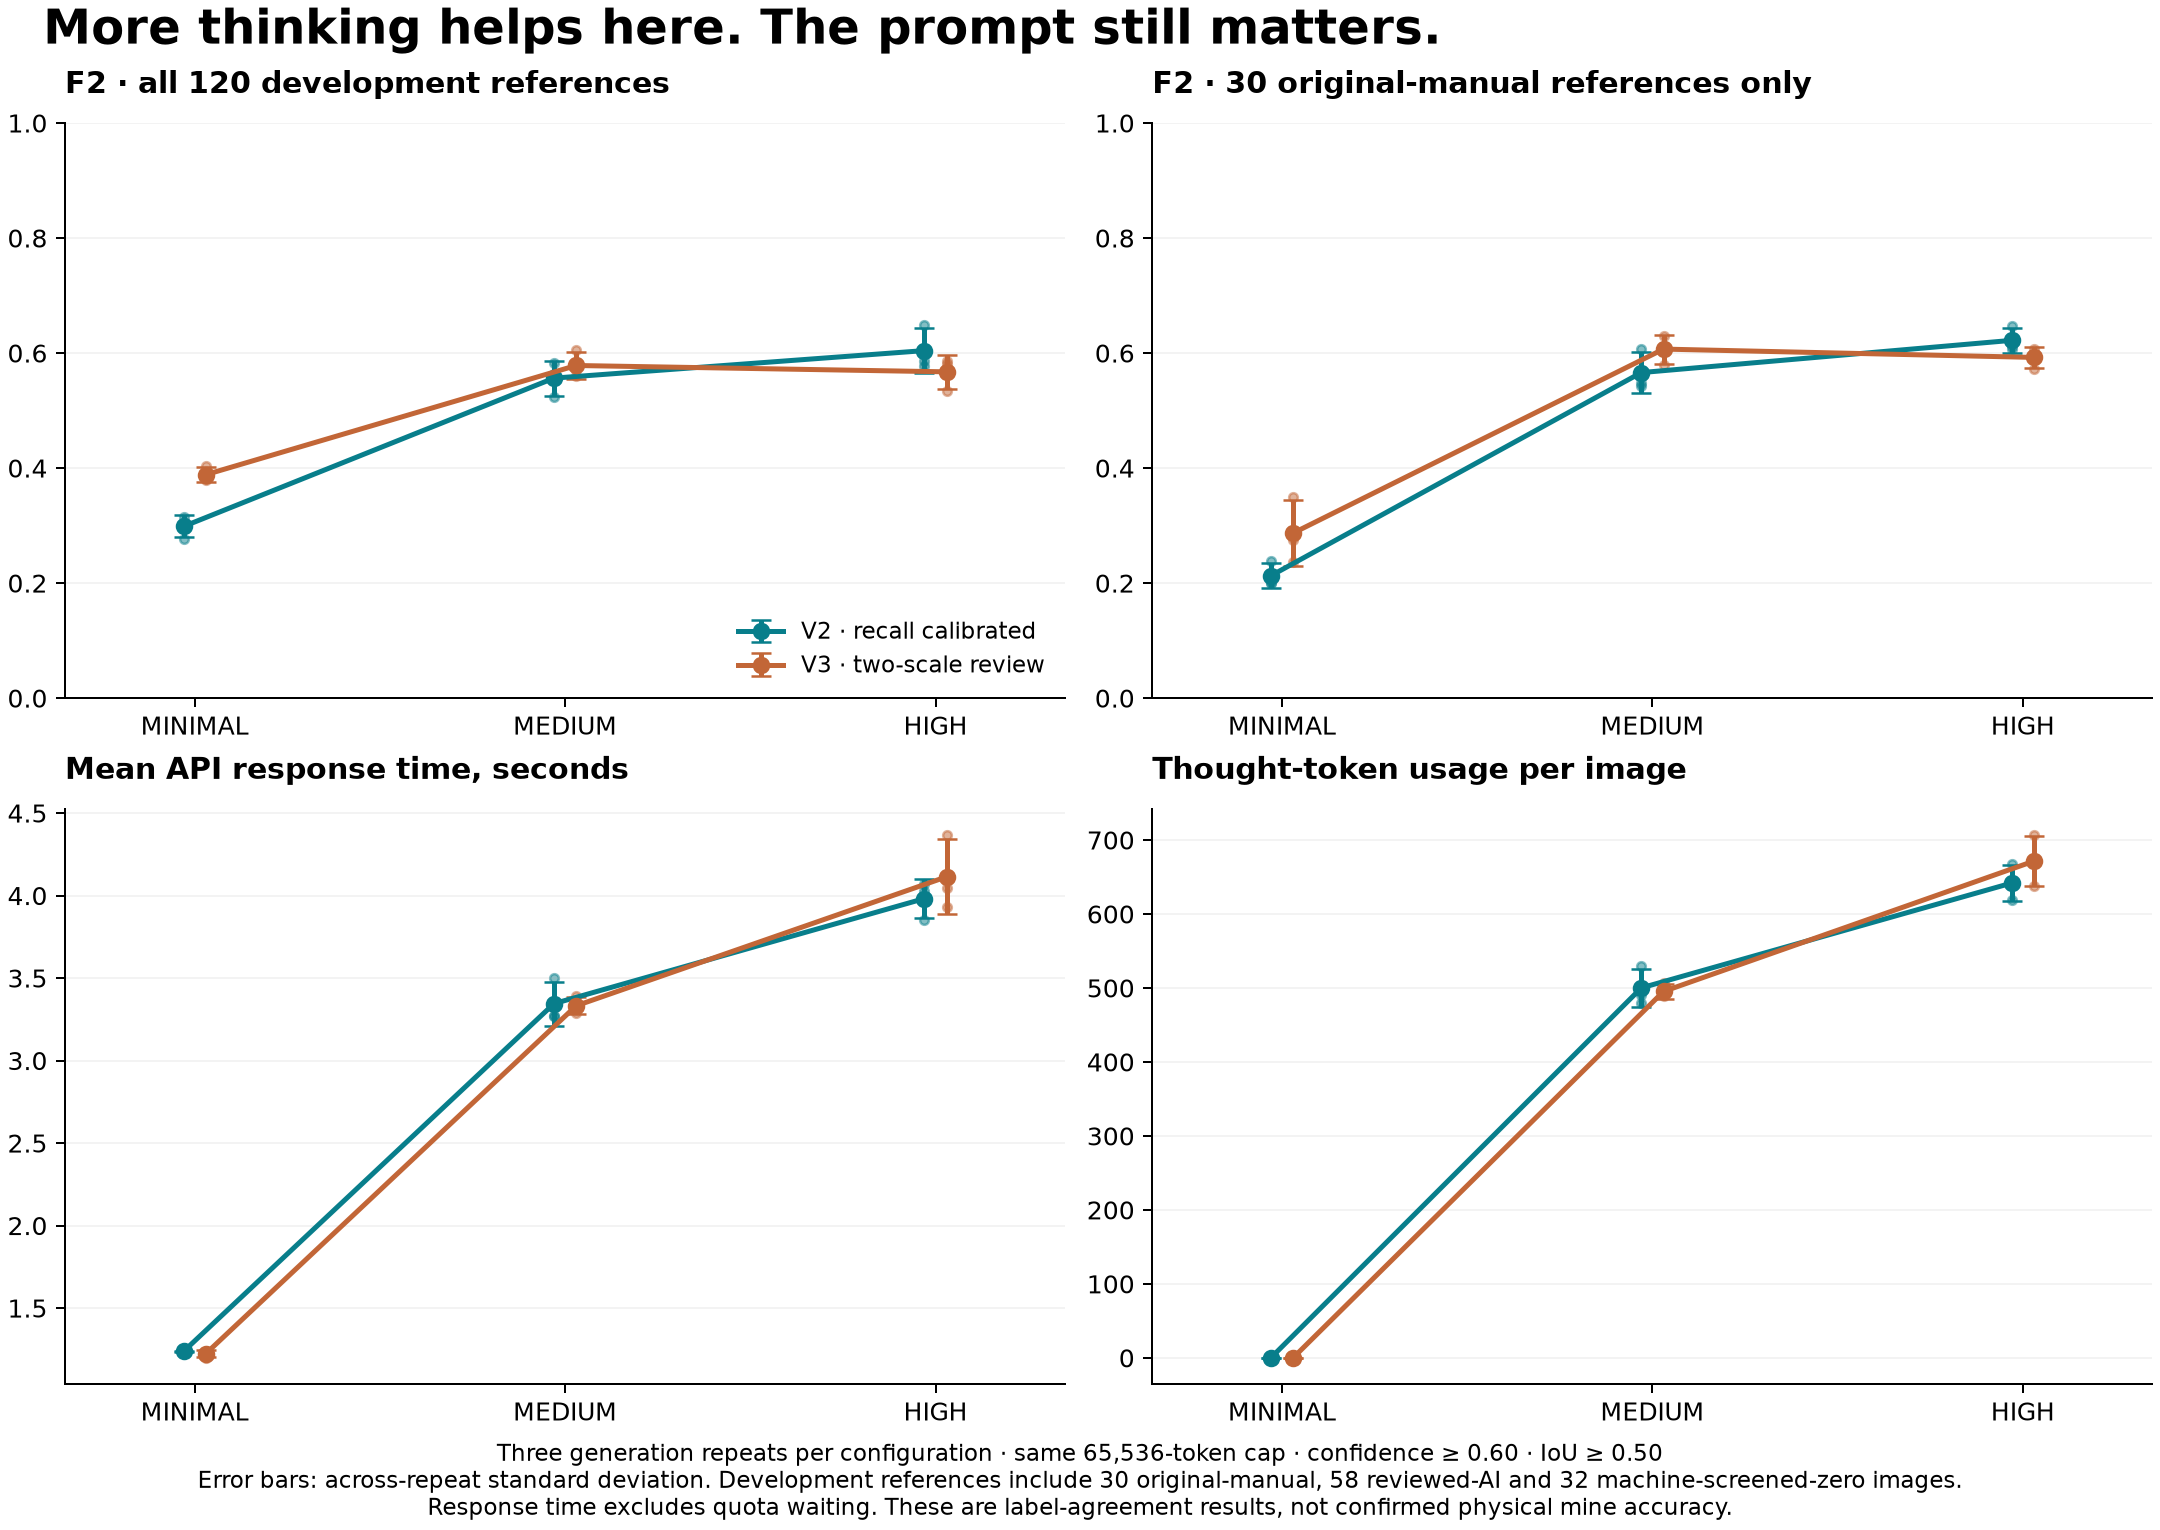 More thinking helps here. The prompt still matters.
F2 · all 120 development references
1.0
0.8
0.6
0.4
0.2
0.0
MINIMAL
MEDIUM
HIGH
V2 · recall calibrated
V3 · two-scale review
F2 · 30 original-manual references only
1.0
0.8
0.6
0.4
0.2
0.0
MINIMAL
MEDIUM
HIGH
Mean API response time, seconds
4.5
4.0
3.5
3.0
2.5
2.0
1.5
MINIMAL
MEDIUM
HIGH
Thought-token usage per image
700
600
500
400
300
200
100
0
MINIMAL
MEDIUM
HIGH
Three generation repeats per configuration · same 65,536-token cap · confidence ≥ 0.60 · IoU ≥ 0.50
Error bars: across-repeat standard deviation. Development references include 30 original-manual, 58 reviewed-AI and 32 machine-screened-zero images.
Response time excludes quota waiting. These are label-agreement results, not confirmed physical mine accuracy.